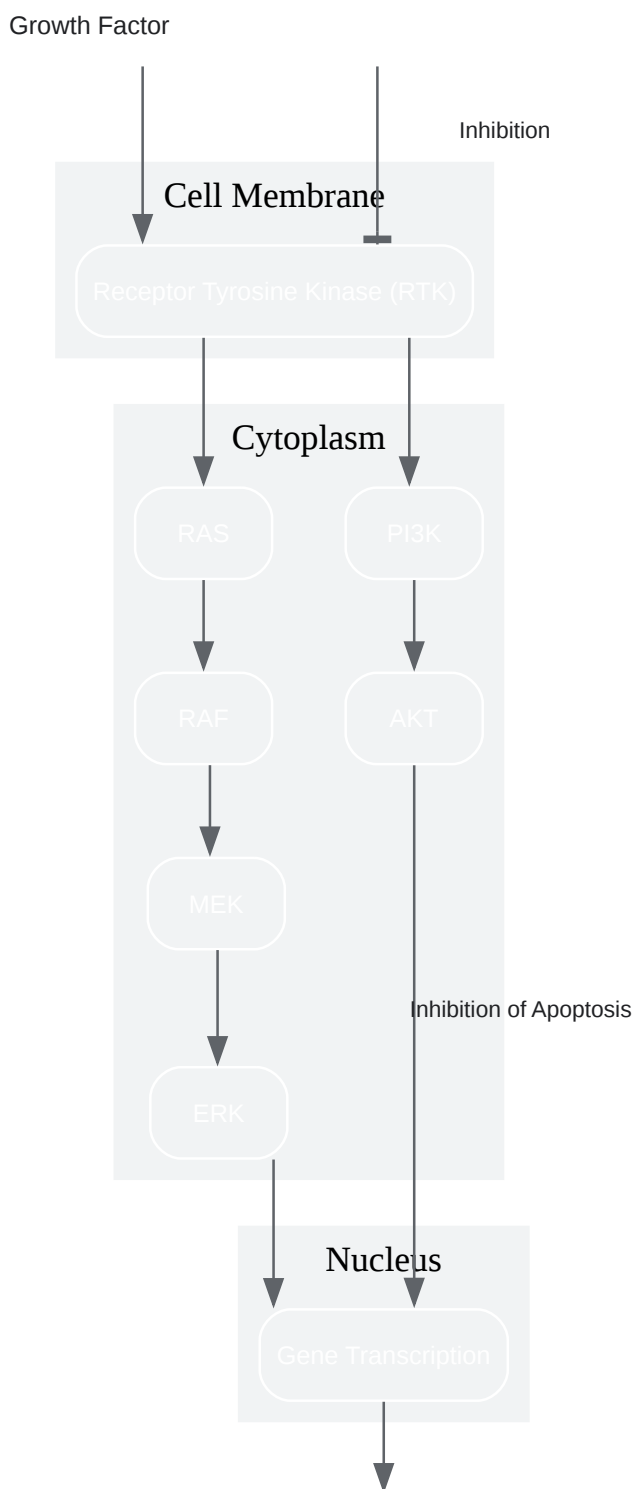 Growth Factor
Inhibition
Cell Membrane
Receptor Tyrosine Kinase (RTK)
Cytoplasm
RAS
PI3K
RAF
AKT
MEK
Inhibition of Apoptosis
ERK
Nucleus
Gene Transcription